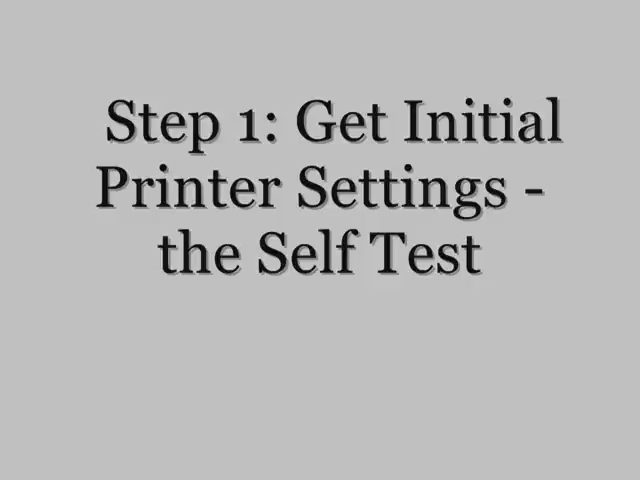 Step 1: Get Initial
Printer Settings -
the Self Test